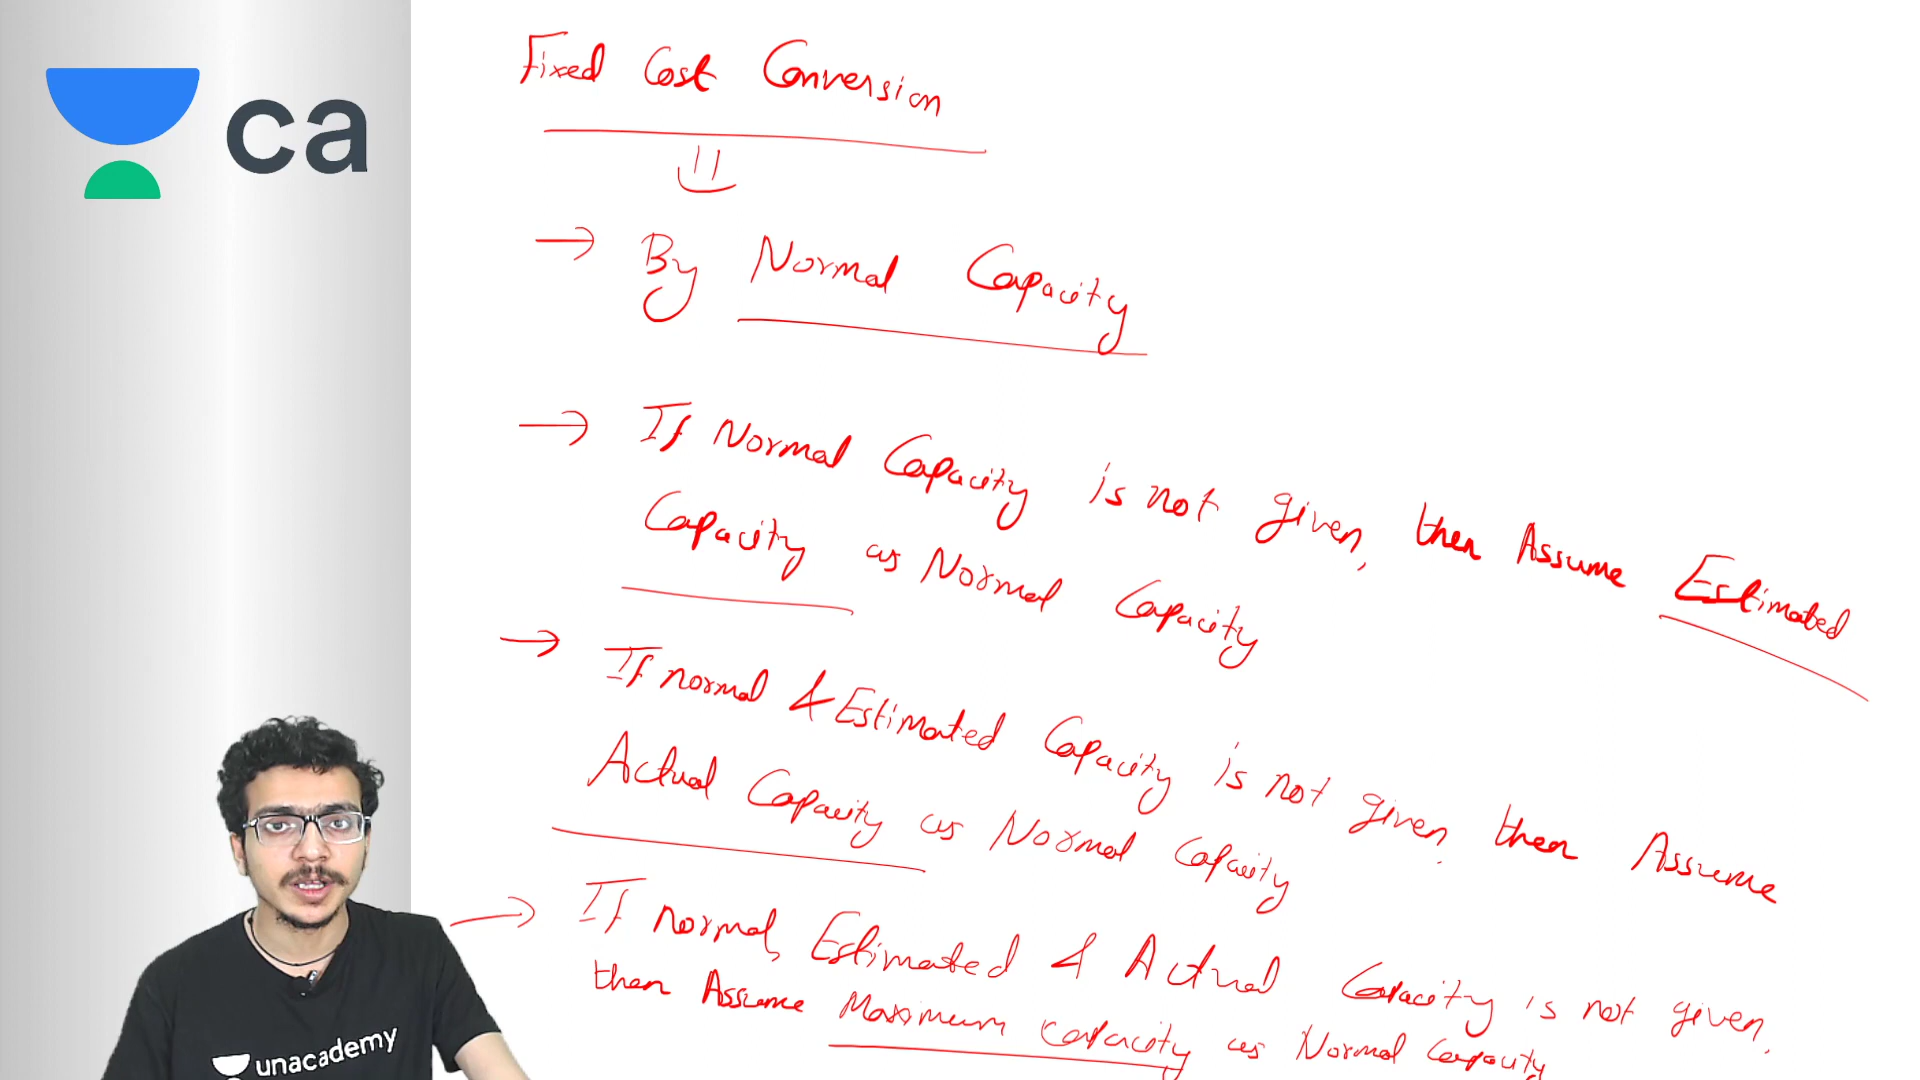 ca
Fixed Cost Conversion
→ By Normal Capacity
→ If Normal Capacity is not given, then Assume Estimated
Capacity as Normal Capacity
→ If normal & Estimated Capacity is not given, then Assume
Actual Capacity as Normal Capacity
→ If normal, Estimated & Actual Capacity is not given,
then Assume Maximum Capacity as Normal Capacity
unacademy